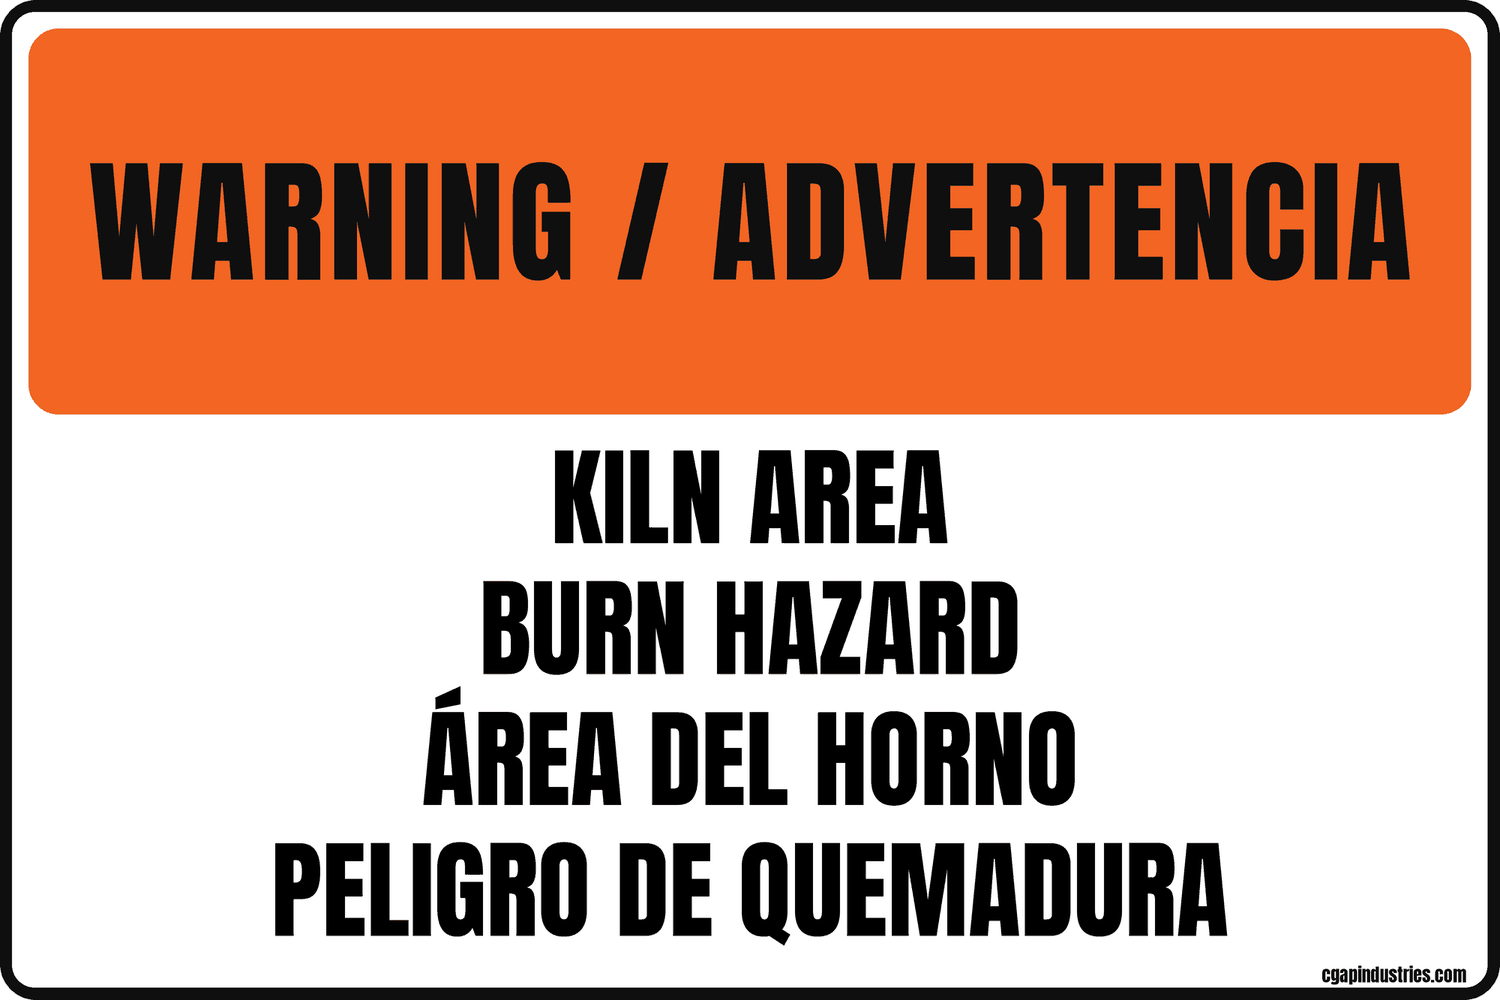 WARNING / ADVERTENCIA
KILN AREA
BURN HAZARD
ÁREA DEL HORNO
PELIGRO DE QUEMADURA
cgapindustries.com